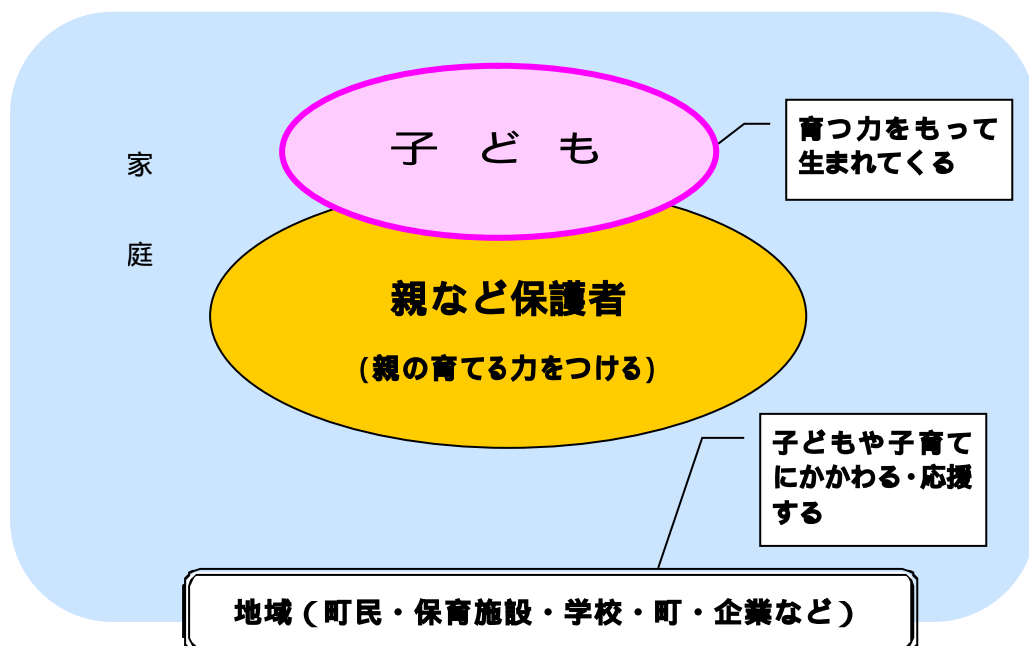 子ども
育つ力をもって
生まれてくる
家
庭
親など保護者
(親の育てる力をつける)
子どもや子育て
にかかわる・応援
する
地域(町民・保育施設・学校・町・企業など)